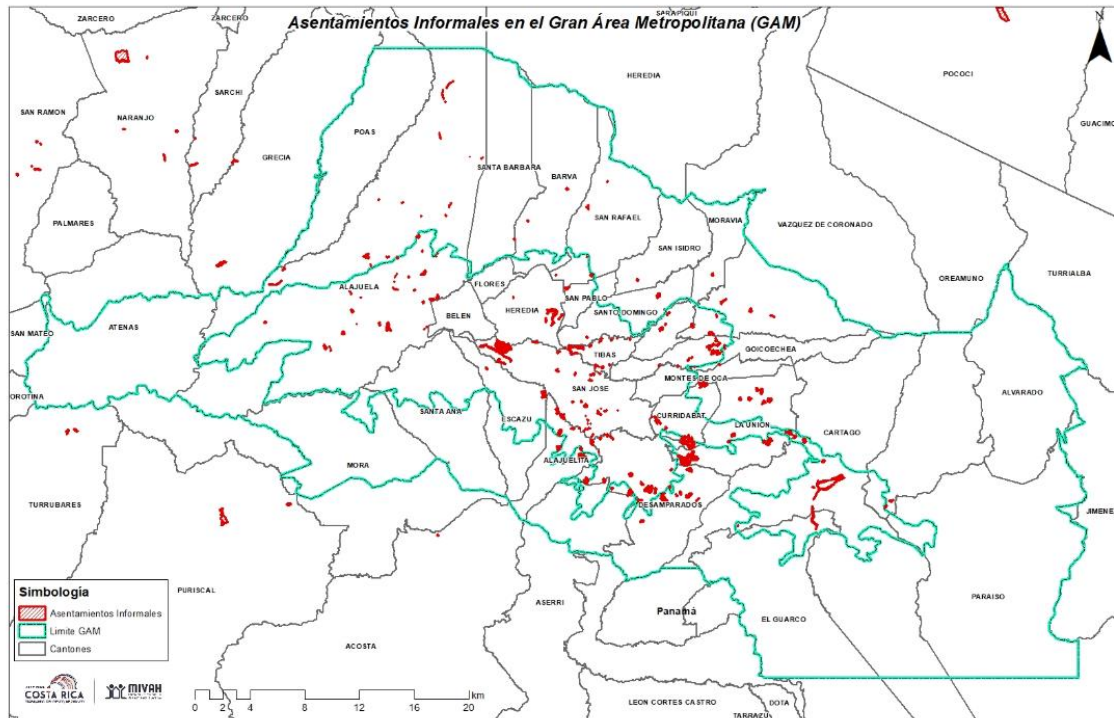 Asentamientos Informales en el Gran Área Metropolitana (GAM)
N
ZARCERO
ZARCERO
SARAPIQUI
HEREDIA
POCOCI
GUACIMO
SAN RAMON
NARANJO
SARCHI
GRECIA
POAS
SANTA BARBARA
BARVA
SAN RAFAEL
SAN ISIDRO
MORAVIA
VAZQUEZ DE CORONADO
OREAMUNO
TURRIALBA
PALMARES
SAN MATEO
ATENAS
ALAJUELA
FLORES
BELEN
HEREDIA
SAN PABLO
SANTO DOMINGO
TIBAS
GOICOECHEA
MONTES DE OCA
SAN JOSE
CURRIDABAT
LA UNION
CARTAGO
ALVARADO
OROTINA
SANTA ANA
ESCAZU
MORA
ALAJUELITA
DESAMPARADOS
TURRUBARES
JIMENEZ
PURISCAL
ASERRI
Panamá
EL GUARCO
PARAISO
ACOSTA
LEON CORTES CASTRO
DOTA
TARRAZU
Simbología
Asentamientos Informales
Limite GAM
Cantones
COSTA RICA
MIVAH
0 2 4 8 12 16 20 km